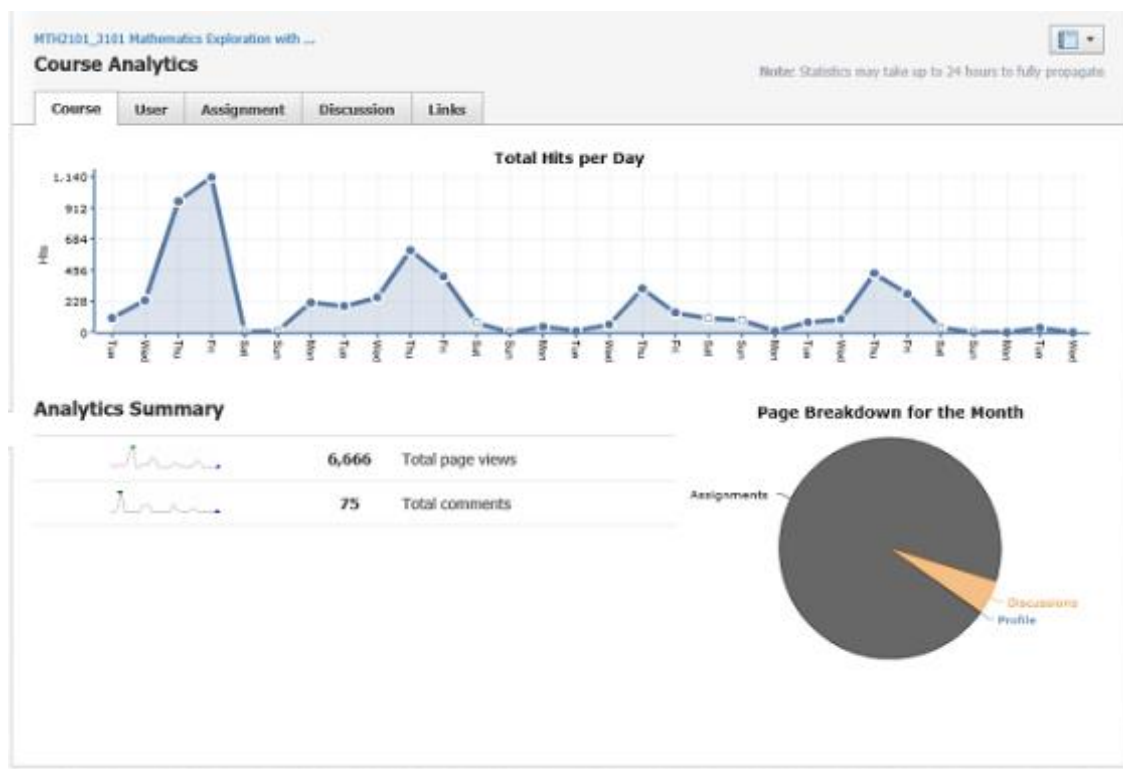 MTH2101_3101 Mathematics Exploration with ...
Course Analytics
Note: Statistics may take up to 24 hours to fully propagate
Course User Assignment Discussion Links
Total Hits per Day
1,140
912
684
456
228
0
Hits
Tue Wed Thu Fri Sat Sun Mon Tue Wed Thu Fri Sat Sun Mon Tue Wed Thu Fri Sat Sun Mon Tue Wed Thu Fri Sat Sun Mon Tue Wed
Analytics Summary
6,666 Total page views
75 Total comments
Page Breakdown for the Month
Assignments
Discussions
Profile